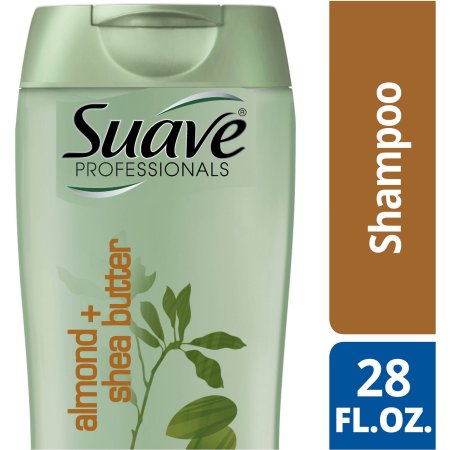 Suave®
PROFESSIONALS
almond +
shea butter
Shampoo
28
FL.OZ.